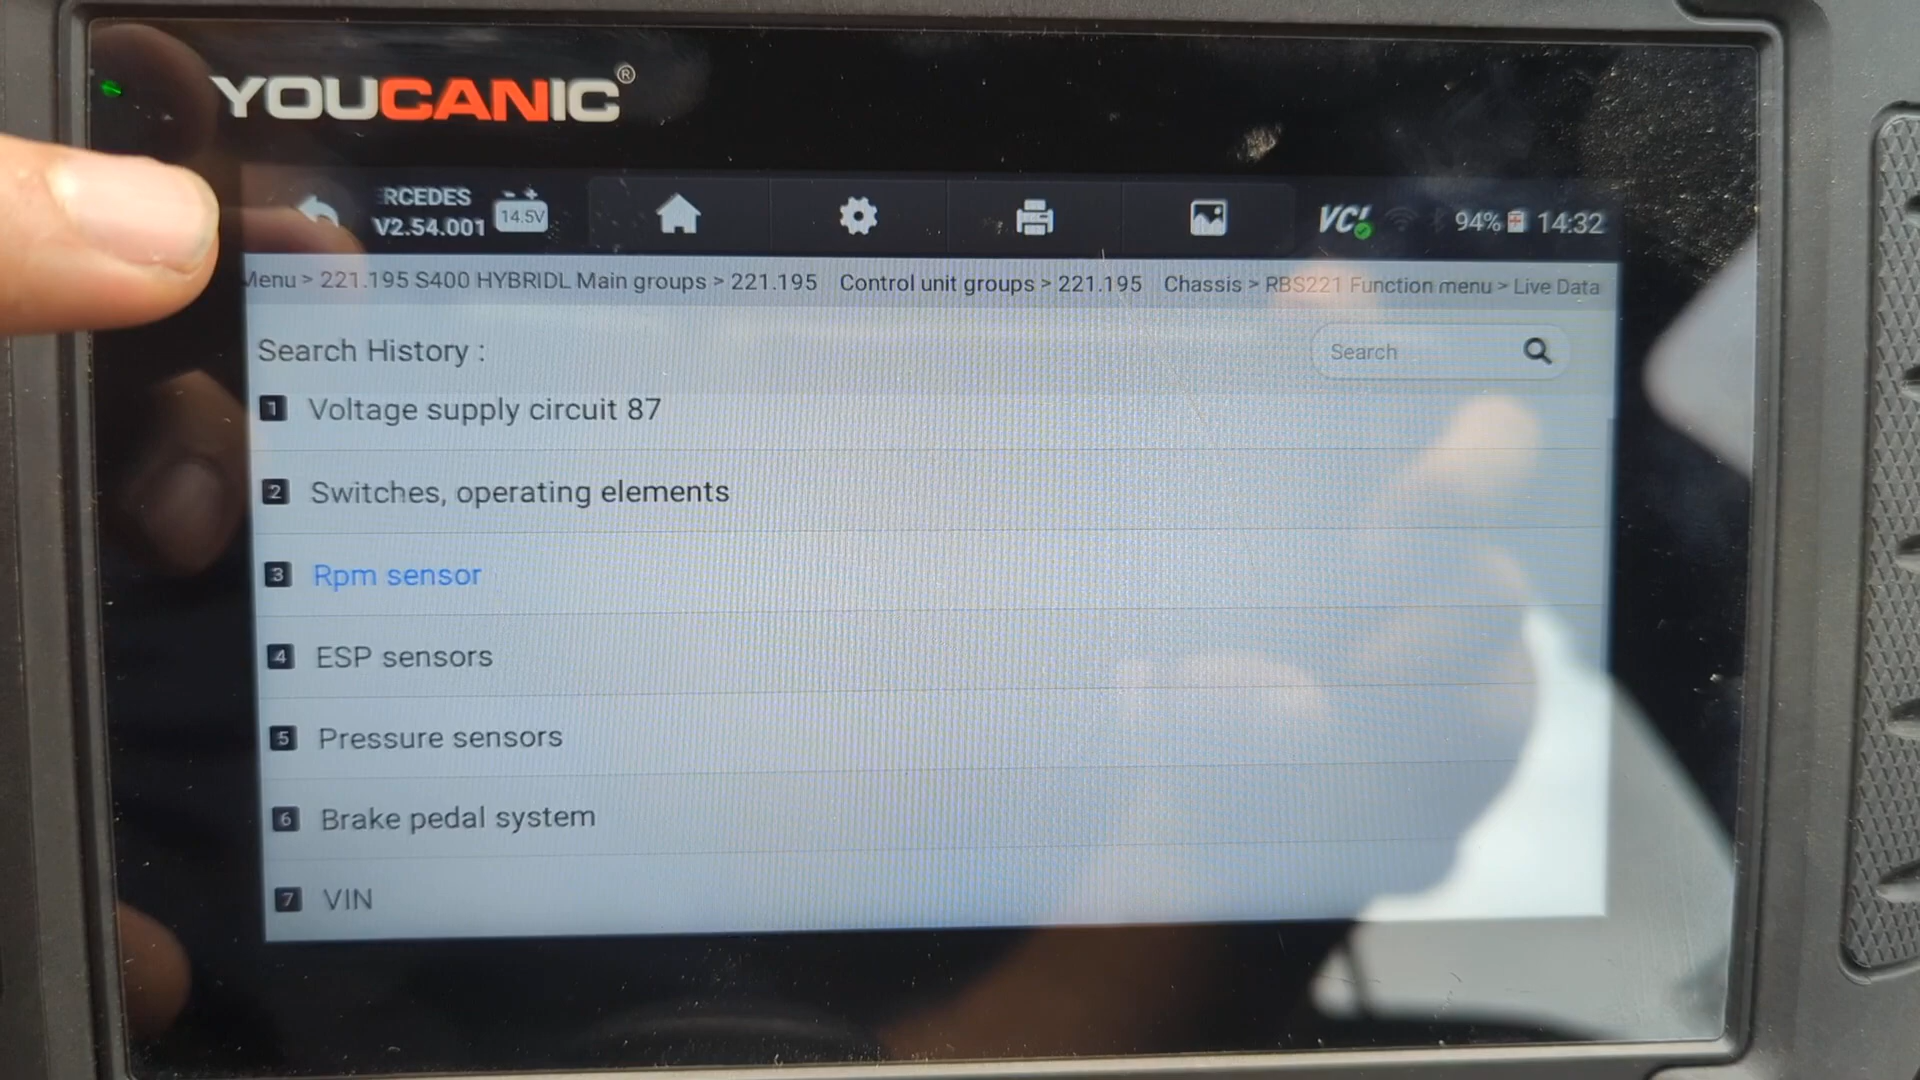 YOUCANIC®
RCEDES
V2.54.001
14.5V
VCI
94%
14:32
Menu > 221.195 S400 HYBRIDL Main groups > 221.195 Control unit groups > 221.195 Chassis > RBS221 Function menu > Live Data
Search History :
Search
1 Voltage supply circuit 87
2 Switches, operating elements
3 Rpm sensor
4 ESP sensors
5 Pressure sensors
6 Brake pedal system
7 VIN